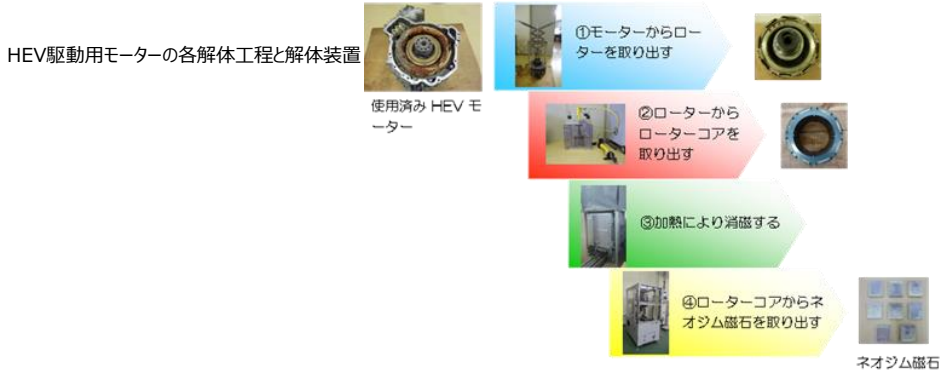 HEV駆動用モーターの各解体工程と解体装置
使用済み HEV モ
ーター
①モーターからロー
ターを取り出す
②ローターから
ローターコアを
取り出す
③加熱により消磁する
④ローターコアからネ
オジム磁石を取り出す
ネオジム磁石